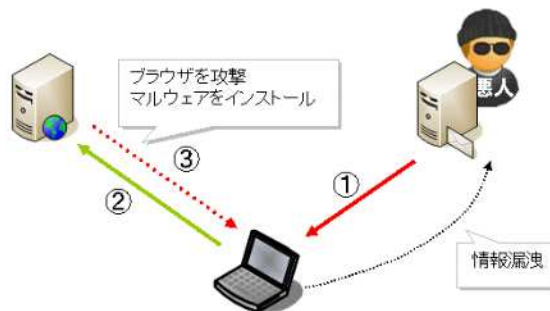 ブラウザを攻撃
マルウェアをインストール
悪人
③
①
②
情報漏洩